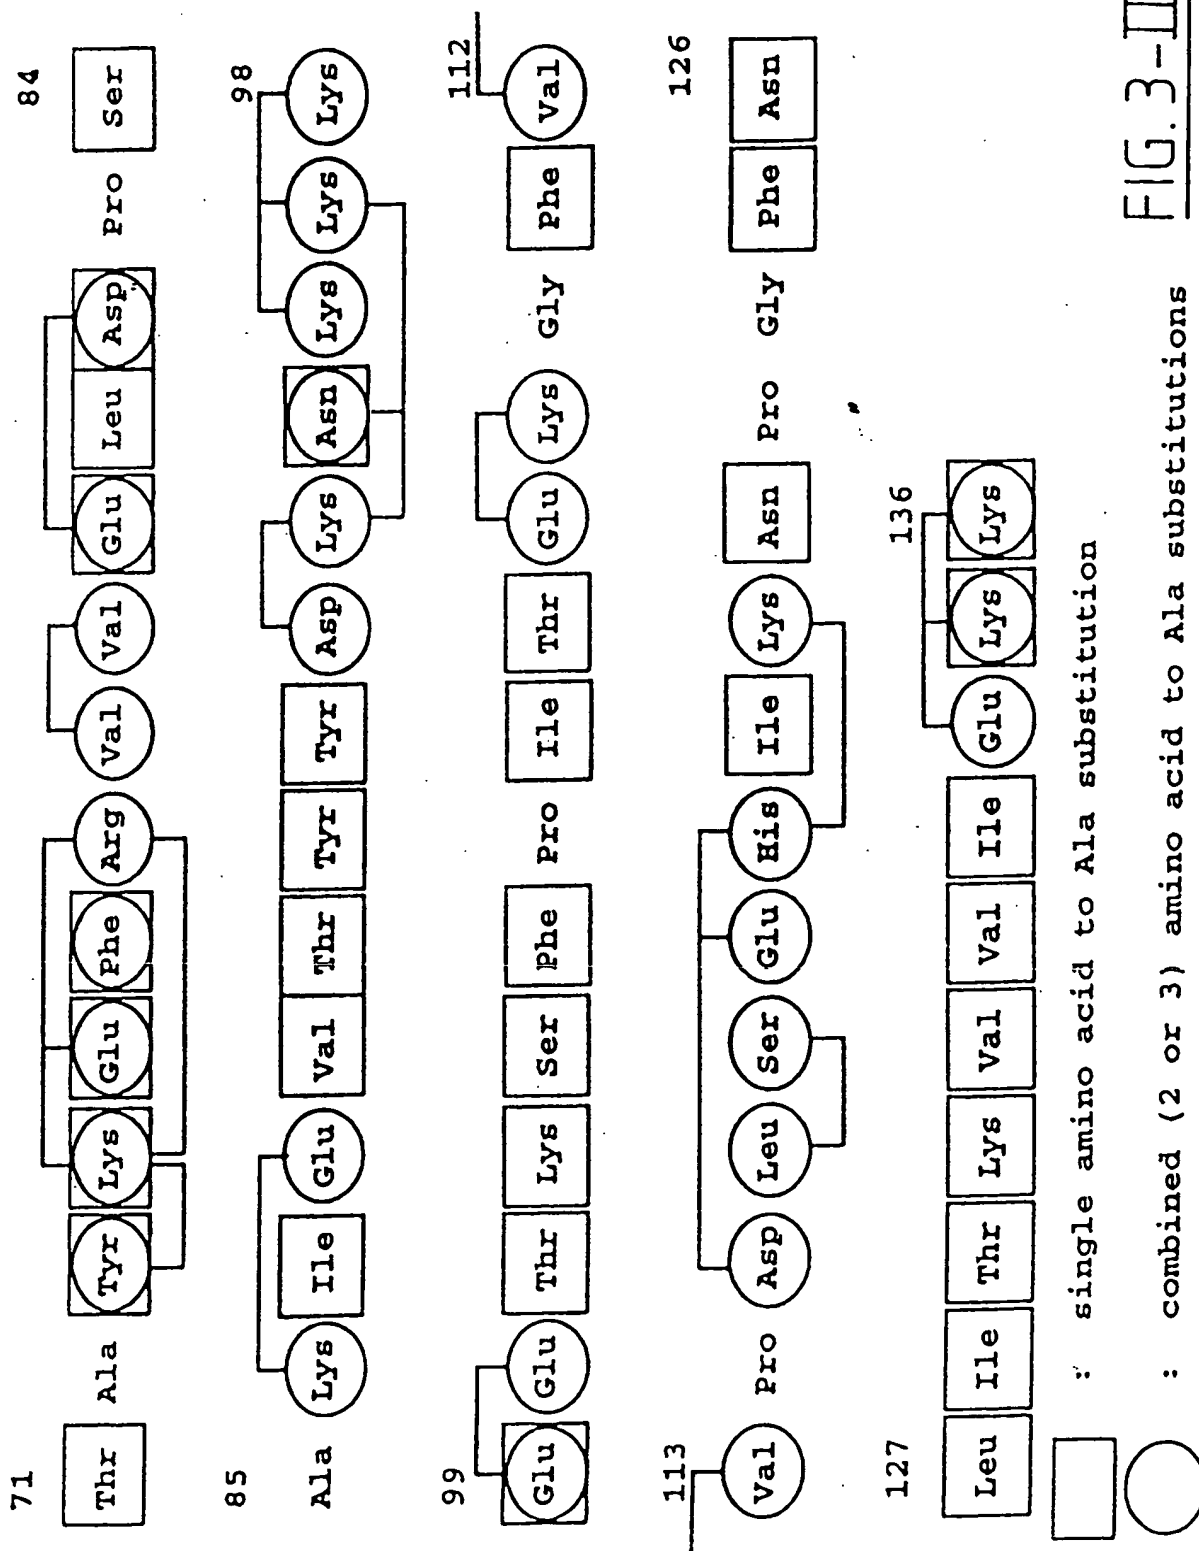 71 84
Thr Ala Tyr Lys Glu Phe Arg Val Val Glu Leu Asp Pro Ser
85 98
Ala Lys Ile Glu Val Thr Tyr Tyr Asp Lys Asn Lys Lys Lys
99 112
Glu Glu Thr Lys Ser Phe Pro Ile Thr Glu Lys Gly Phe Val
113 126
Val Pro Asp Leu Ser Glu His Ile Lys Asn Pro Gly Phe Asn
127 136
Leu Ile Thr Lys Val Val Ile Glu Lys Lys
: single amino acid to Ala substitution
: combined (2 or 3) amino acid to Ala substitutions